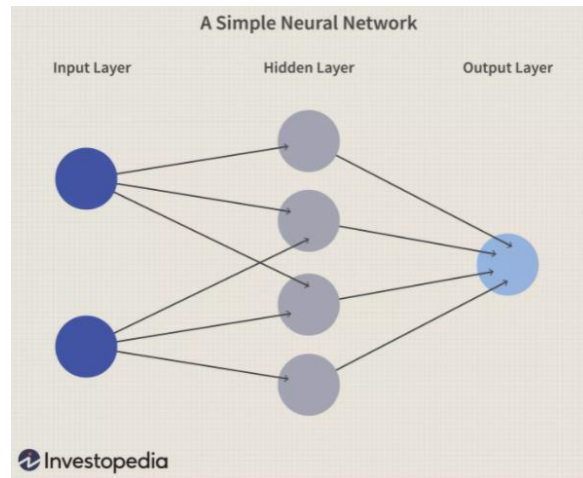 A Simple Neural Network
Input Layer
Hidden Layer
Output Layer
Investopedia